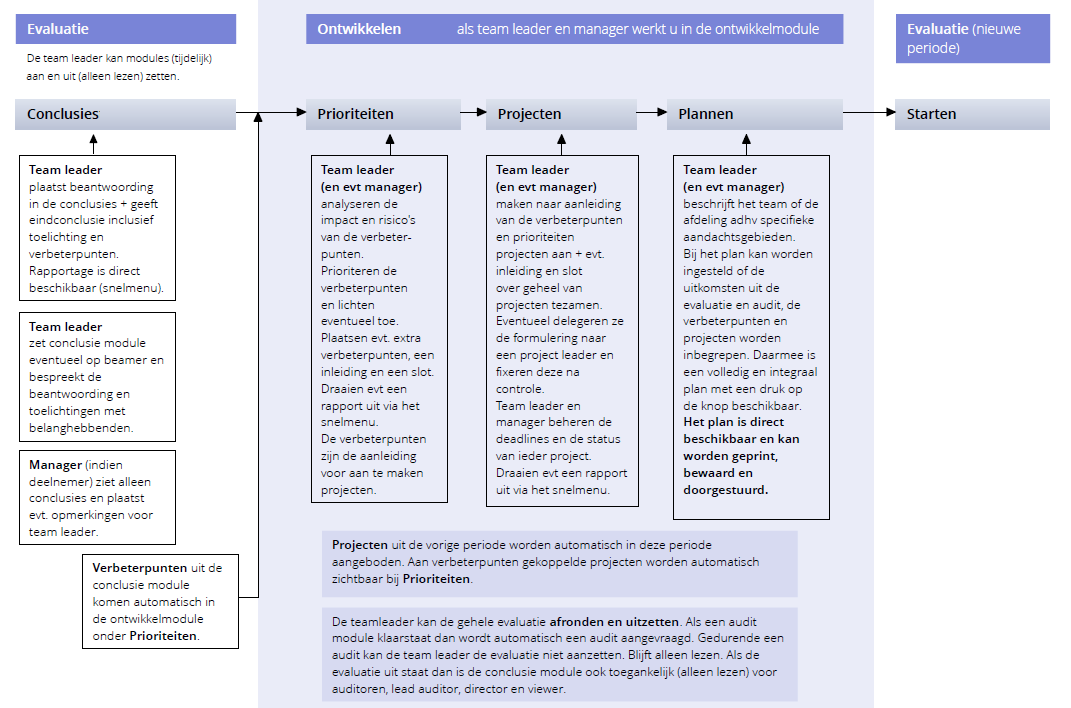 Evaluatie
De team leader kan modules (tijdelijk)
aan en uit (alleen lezen) zetten.
Conclusies
Team leader
plaatst beantwoording
in de conclusies + geeft
eindconclusie inclusief
toelichting en
verbeterpunten.
Rapportage is direct
beschikbaar (snelmenu).
Team leader
zet conclusie module
eventueel op beamer en
bespreekt de
beantwoording en
toelichtingen met
belanghebbenden.
Manager (indien
deelnemer) ziet alleen
conclusies en plaatst
evt. opmerkingen voor
team leader.
Verbeterpunten uit de
conclusie module
komen automatisch in
de ontwikkelmodule
onder Prioriteiten.
Ontwikkelen als team leader en manager werkt u in de ontwikkelmodule
Prioriteiten
Team leader
(en evt manager)
analyseren de
impact en risico's
van de verbeter-
punten.
Prioriteren de
verbeterpunten
en lichten
eventueel toe.
Plaatsen evt. extra
verbeterpunten, een
inleiding en een slot.
Draaien evt een
rapport uit via het
snelmenu.
De verbeterpunten
zijn de aanleiding
voor aan te maken
projecten.
Projecten
Team leader
(en evt manager)
maken naar aanleiding
van de verbeterpunten
en prioriteiten
projecten aan + evt.
inleiding en slot
over geheel van
projecten tezamen.
Eventueel delegeren ze
de formulering naar
een project leader en
fixeren deze na
controle.
Team leader en
manager beheren de
deadlines en de status
van ieder project.
Draaien evt een rapport
uit via het snelmenu.
Plannen
Team leader
(en evt manager)
beschrijft het team of de
afdeling adhv specifieke
aandachtsgebieden.
Bij het plan kan worden
ingesteld of de
uitkomsten uit de
evaluatie en audit, de
verbeterpunten en
projecten worden
inbegrepen. Daarmee is
een volledig en integraal
plan met een druk op
de knop beschikbaar.
Het plan is direct
beschikbaar en kan
worden geprint,
bewaard en
doorgestuurd.
Projecten uit de vorige periode worden automatisch in deze periode
aangeboden. Aan verbeterpunten gekoppelde projecten worden automatisch
zichtbaar bij Prioriteiten.
De teamleader kan de gehele evaluatie afronden en uitzetten. Als een audit
module klaarstaat dan wordt automatisch een audit aangevraagd. Gedurende een
audit kan de team leader de evaluatie niet aanzetten. Blijft alleen lezen. Als de
evaluatie uit staat dan is de conclusie module ook toegankelijk (alleen lezen) voor
auditoren, lead auditor, director en viewer.
Evaluatie (nieuwe
periode)
Starten